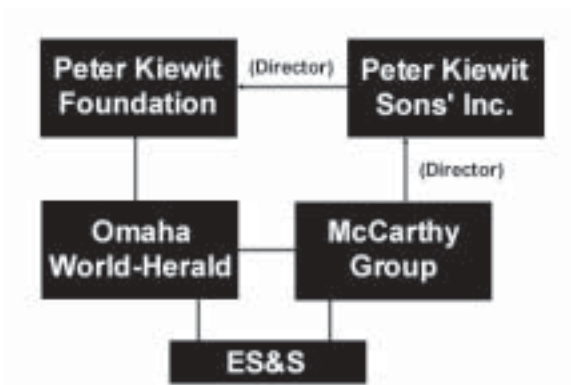 Peter Kiewit
Foundation
(Director)
Peter Kiewit
Sons' Inc.
(Director)
Omaha
World-Herald
McCarthy
Group
ES&S